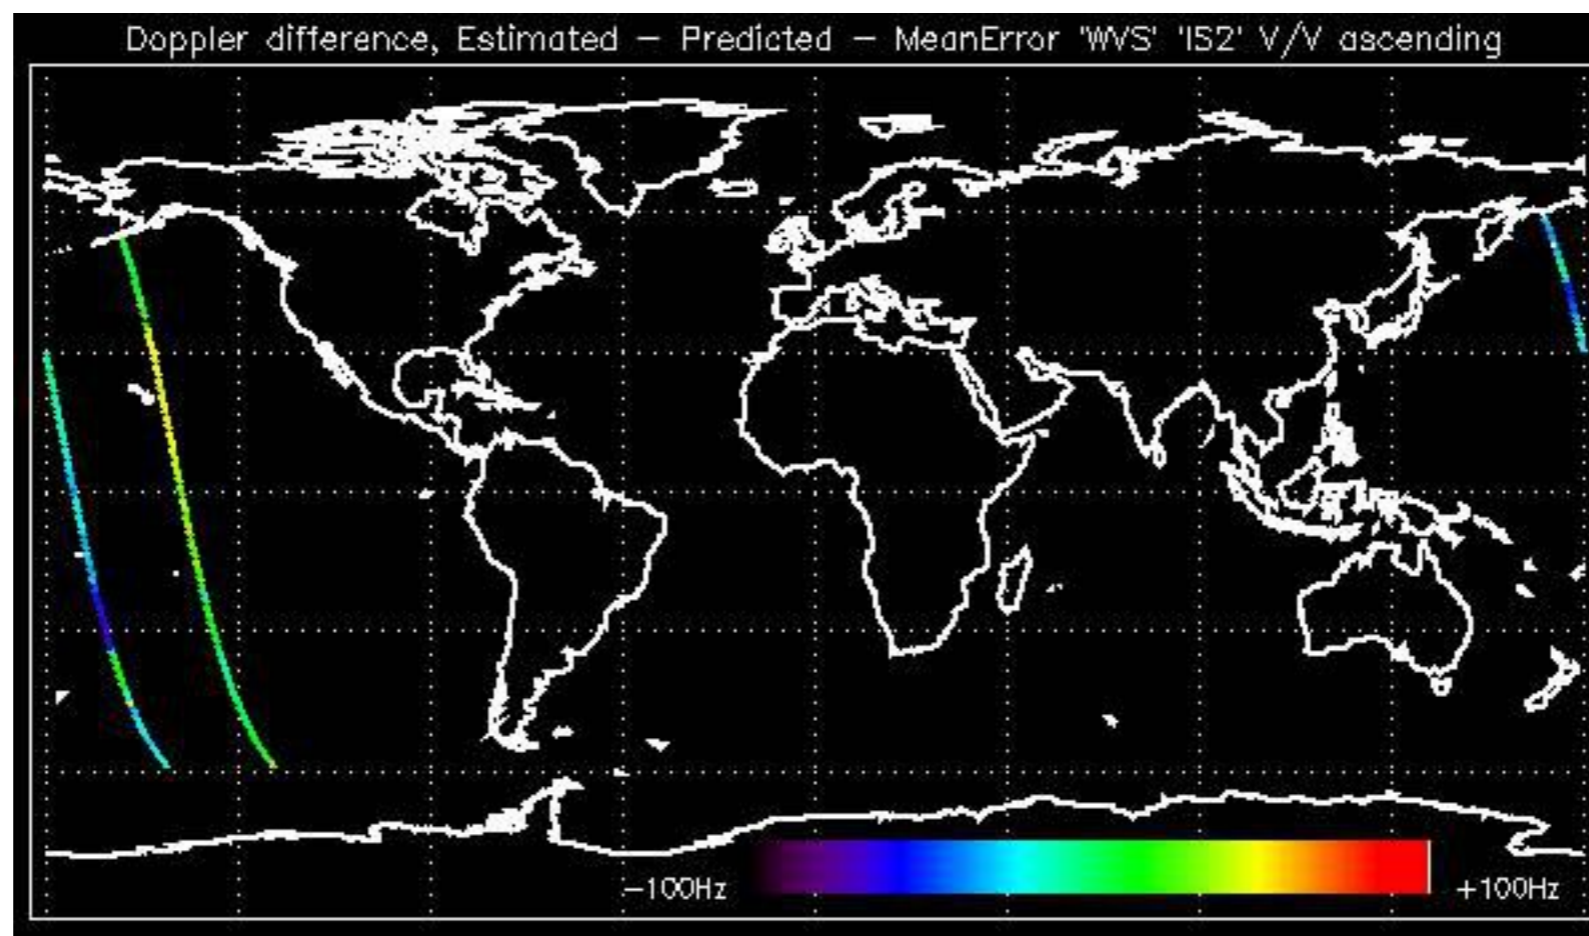 Doppler difference, Estimated – Predicted – MeanError 'WVS' 'IS2' V/V ascending
–100Hz
+100Hz